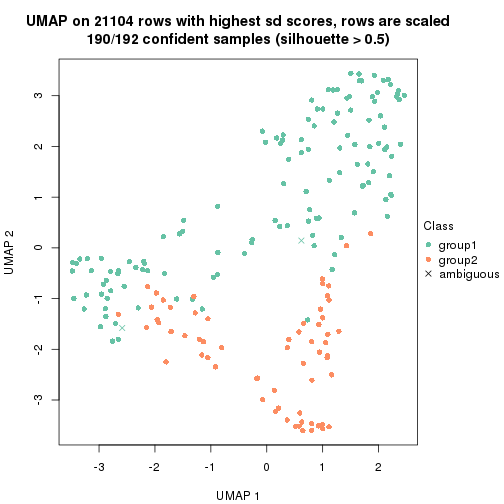 UMAP on 21104 rows with highest sd scores, rows are scaled
190/192 confident samples (silhouette > 0.5)
3
2
1
0
-1
-2
-3
UMAP 2
-3
-2
-1
0
1
2
UMAP 1
Class
group1
group2
ambiguous